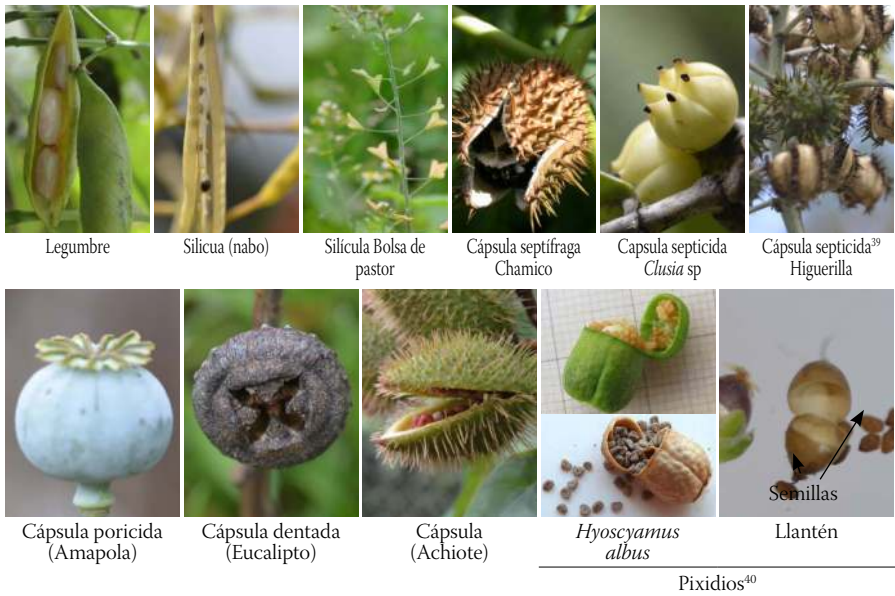 Legumbre
Silicua (nabo)
Silícula Bolsa de
pastor
Cápsula septífraga
Chamico
Capsula septicida
Clusia sp
Cápsula septicida³⁹
Higuerilla
Semillas
Cápsula poricida
(Amapola)
Cápsula dentada
(Eucalipto)
Cápsula
(Achiote)
Hyoscyamus
albus
Llantén
Pixidios⁴⁰